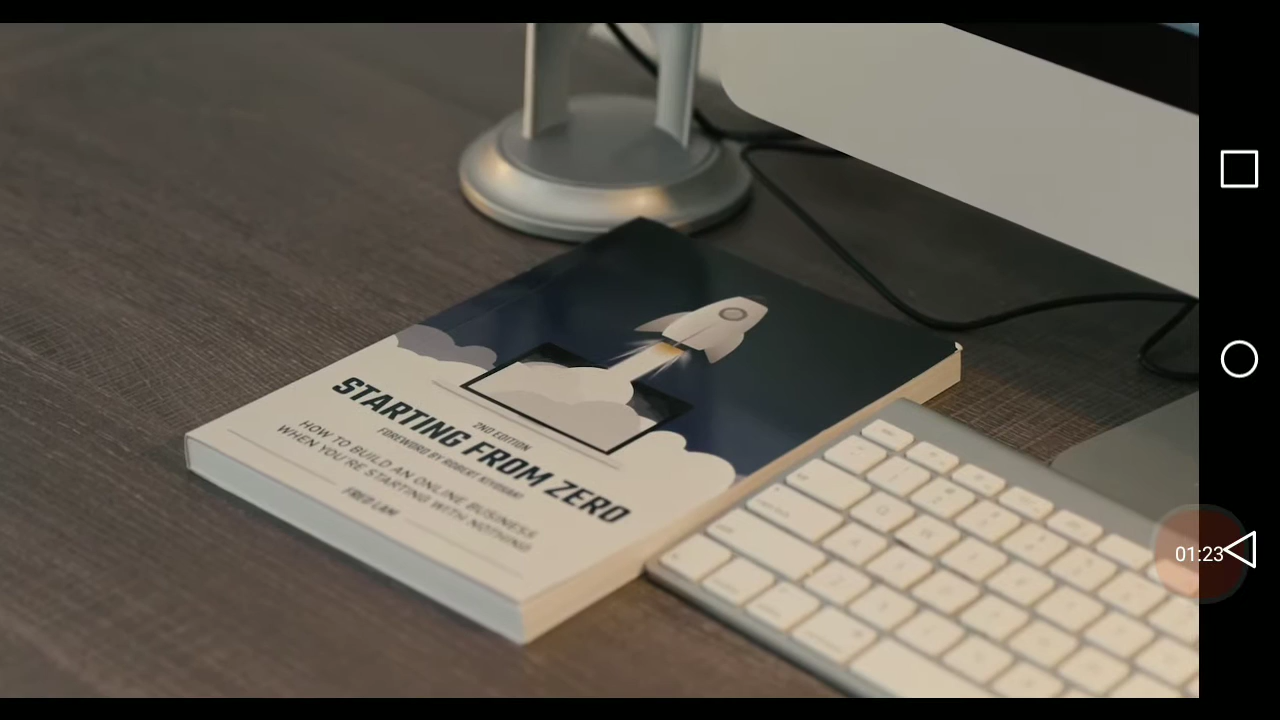 STARTING FROM ZERO
2ND EDITION
FOREWORD BY ROBERT KIYOSAKI
HOW TO BUILD AN ONLINE BUSINESS
WHEN YOU'RE STARTING WITH NOTHING
FRED LAM
01:23